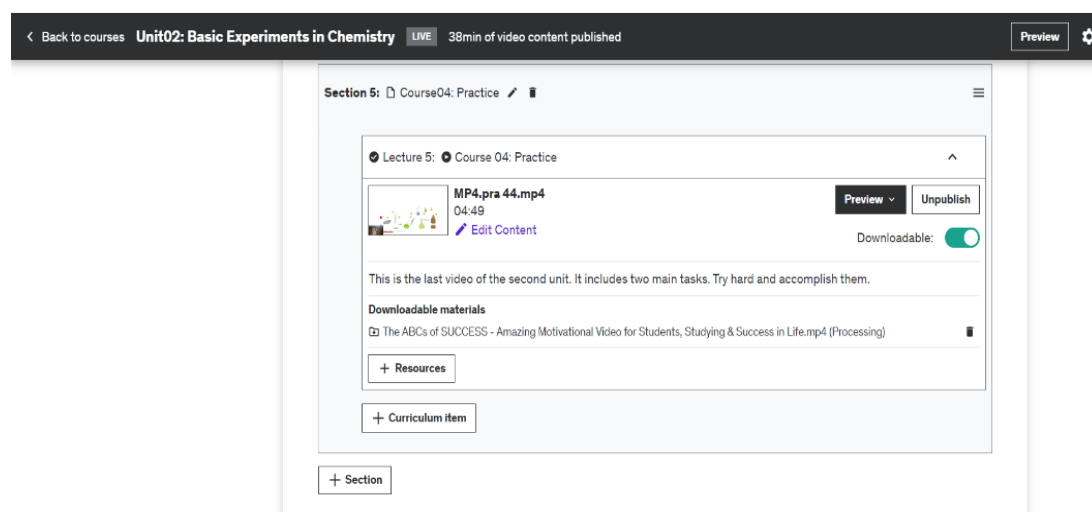 Back to courses Unit02: Basic Experiments in Chemistry LIVE 38min of video content published Preview
Section 5: Course04: Practice
Lecture 5: Course 04: Practice
MP4.pra 44.mp4
04:49
Edit Content
Preview Unpublish
Downloadable:
This is the last video of the second unit. It includes two main tasks. Try hard and accomplish them.
Downloadable materials
The ABCs of SUCCESS - Amazing Motivational Video for Students, Studying & Success in Life.mp4 (Processing)
+ Resources
+ Curriculum item
+ Section